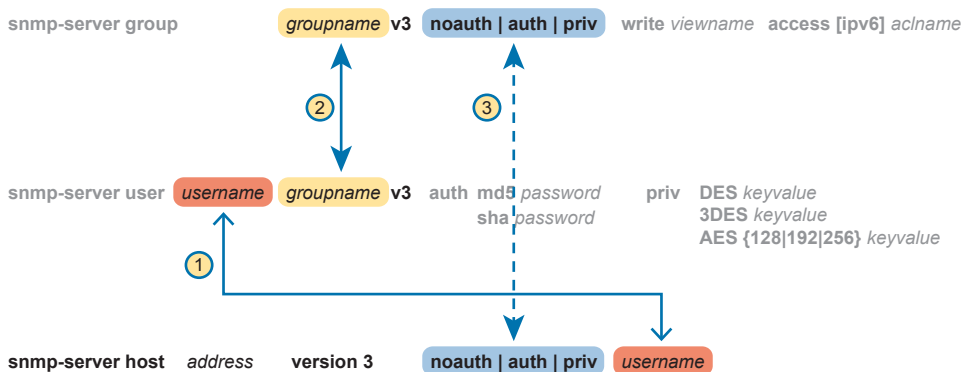 snmp-server group groupname v3 noauth | auth | priv write viewname access [ipv6] aclname
2 3
snmp-server user username groupname v3 auth md5 password priv DES keyvalue
sha password 3DES keyvalue
AES {128|192|256} keyvalue
1
snmp-server host address version 3 noauth | auth | priv username